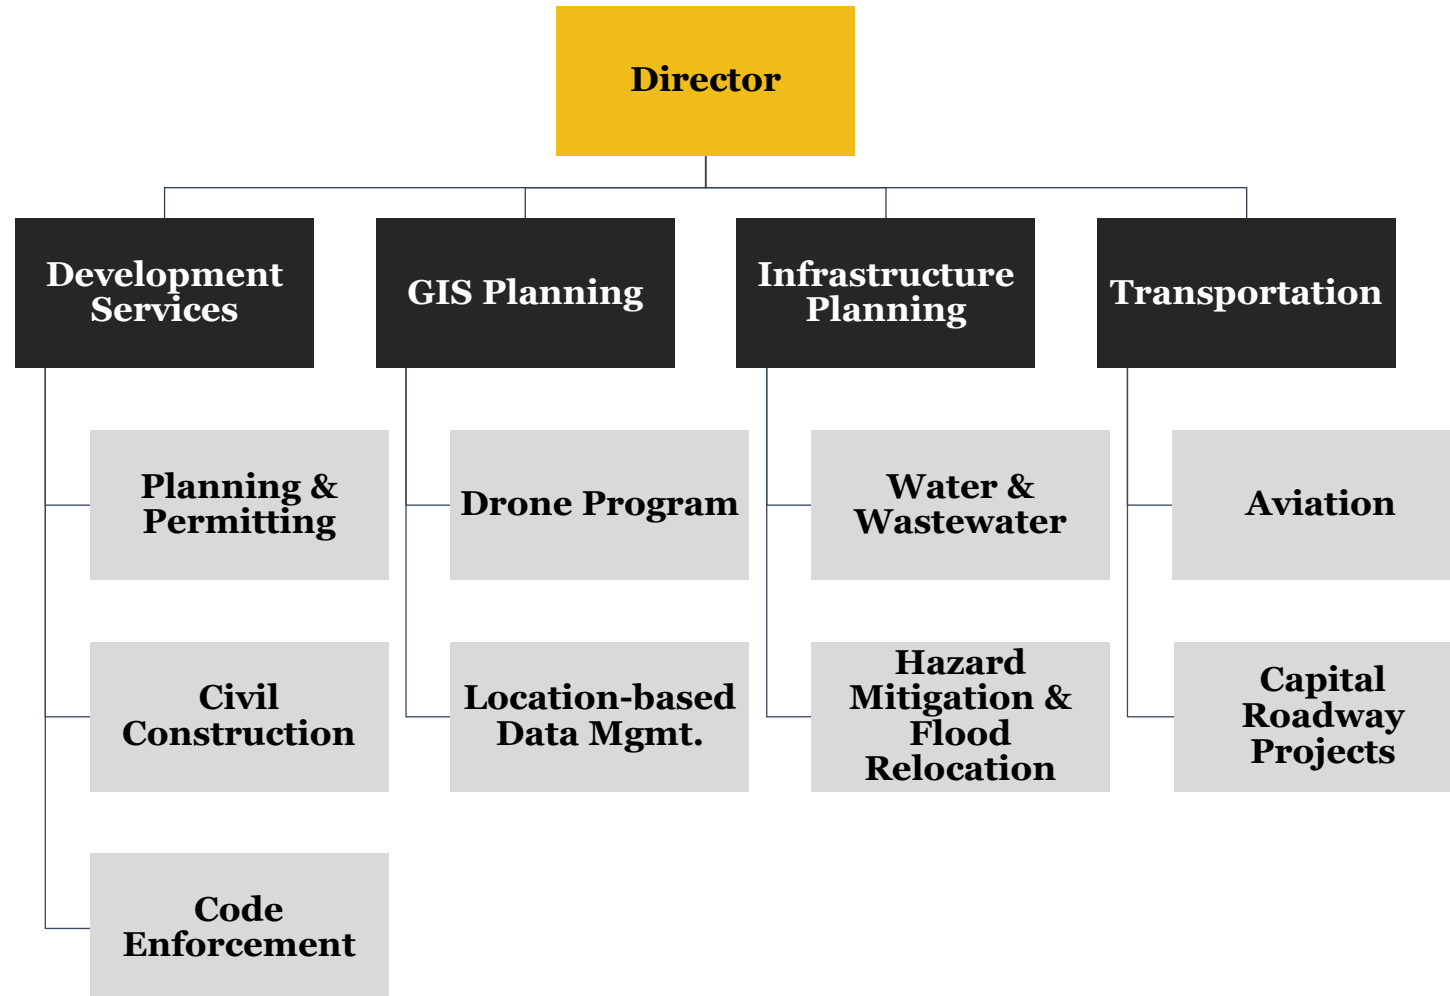 Director
Development
Services
GIS Planning
Infrastructure
Planning
Transportation
Planning &
Permitting
Drone Program
Water &
Wastewater
Aviation
Civil
Construction
Location-based
Data Mgmt.
Hazard
Mitigation &
Flood
Relocation
Capital
Roadway
Projects
Code
Enforcement